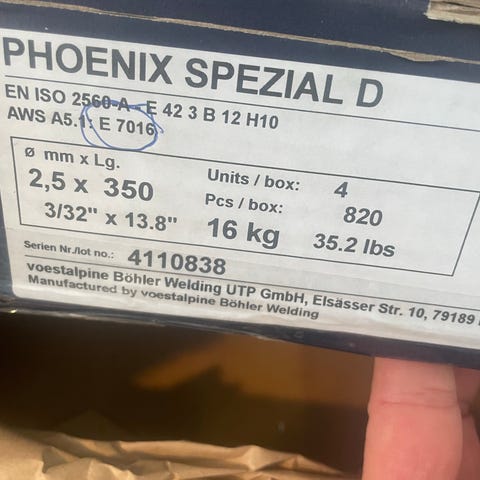 PHOENIX SPEZIAL D
EN ISO 2560-A - E 42 3 B 12 H10
AWS A5.1: E 7016
ø mm x Lg.
2,5 x 350
3/32" x 13.8"
Units / box: 4
Pcs / box: 820
16 kg 35.2 lbs
Serien Nr./lot no.: 4110838
voestalpine Böhler Welding UTP GmbH, Elsässer Str. 10, 79189
Manufactured by voestalpine Böhler Welding